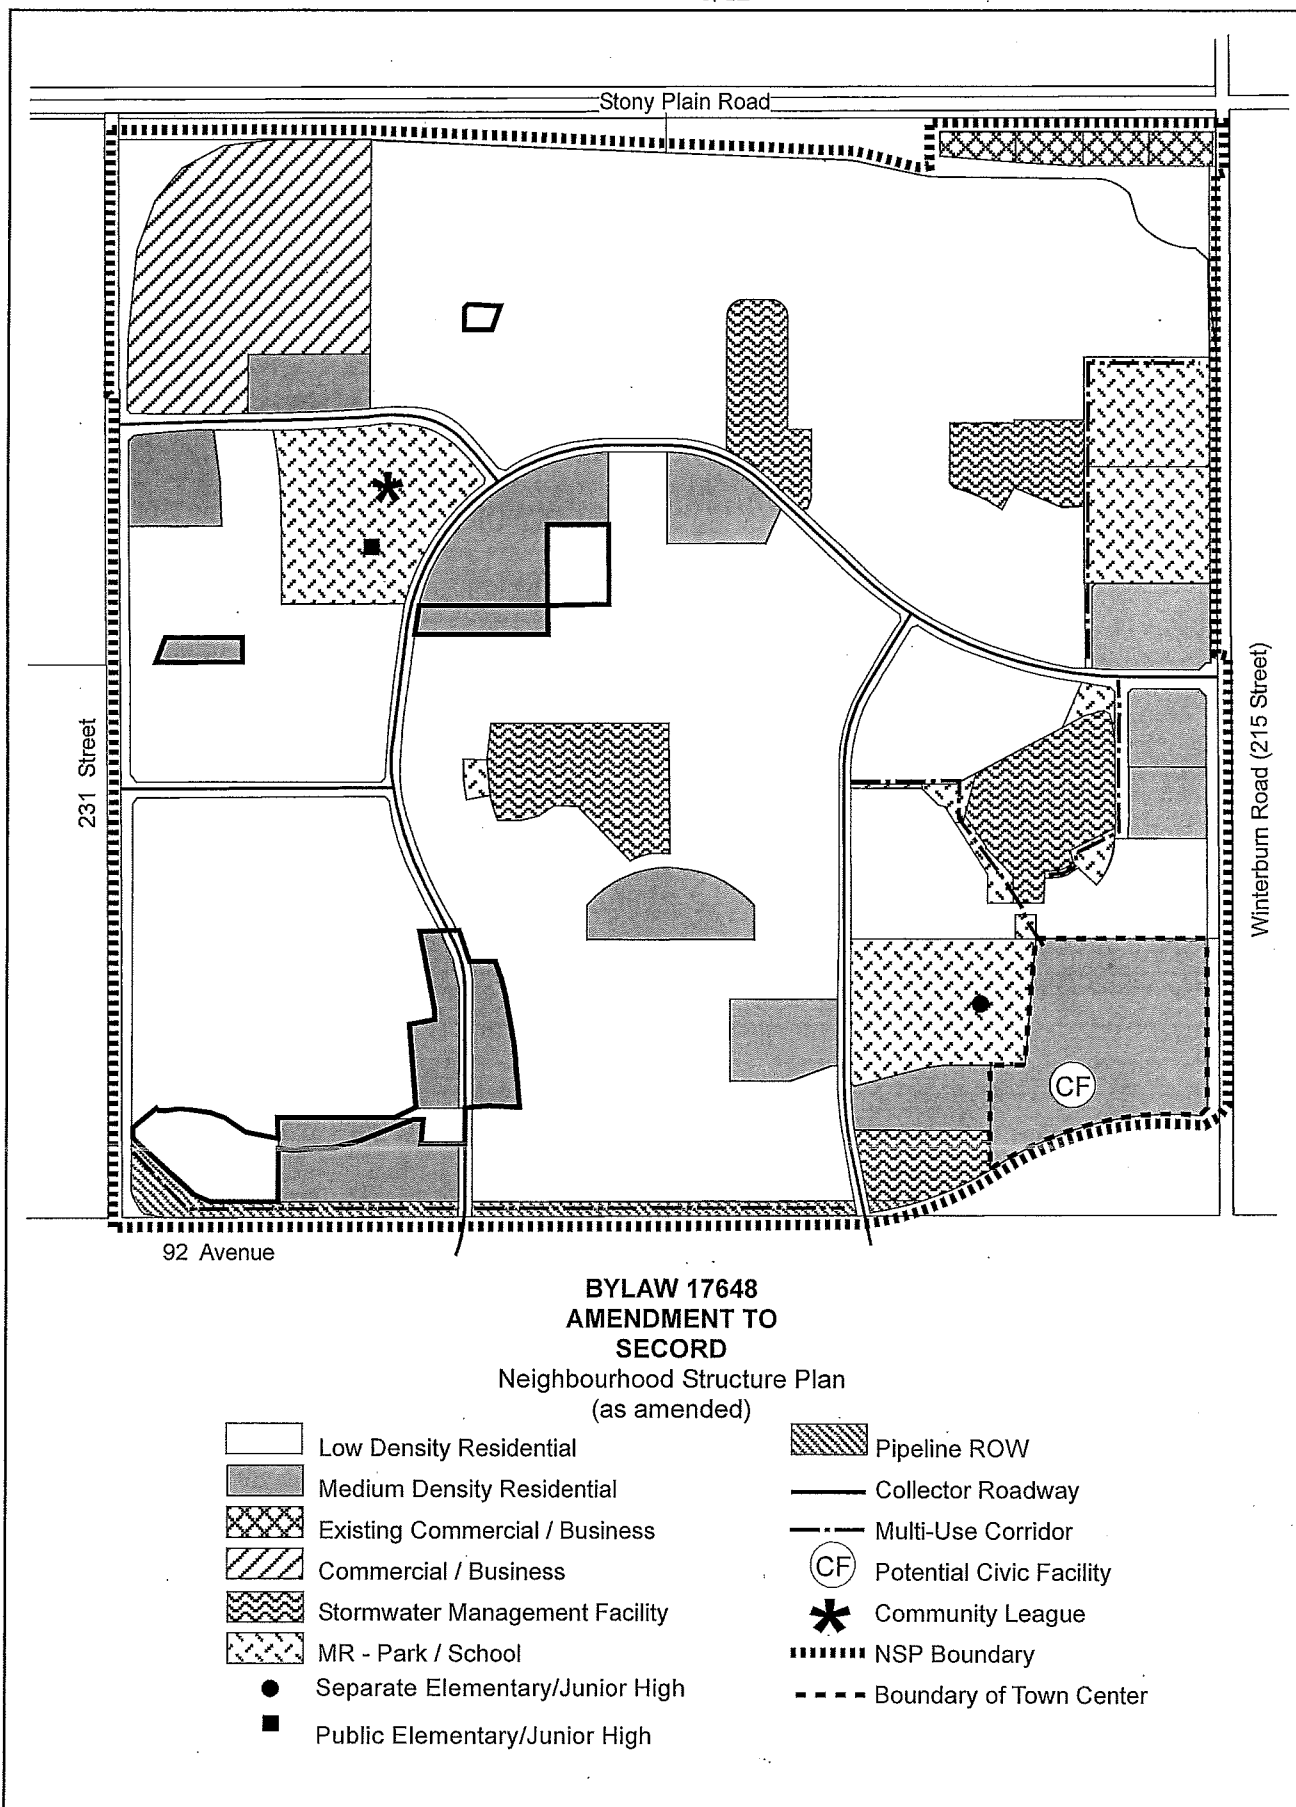 Stony Plain Road
231 Street
Winterburn Road (215 Street)
CF
92 Avenue
BYLAW 17648
AMENDMENT TO
SECORD
Neighbourhood Structure Plan
(as amended)
Low Density Residential
Medium Density Residential
Existing Commercial / Business
Commercial / Business
Stormwater Management Facility
MR - Park / School
Separate Elementary/Junior High
Public Elementary/Junior High
Pipeline ROW
Collector Roadway
Multi-Use Corridor
CF Potential Civic Facility
Community League
NSP Boundary
Boundary of Town Center